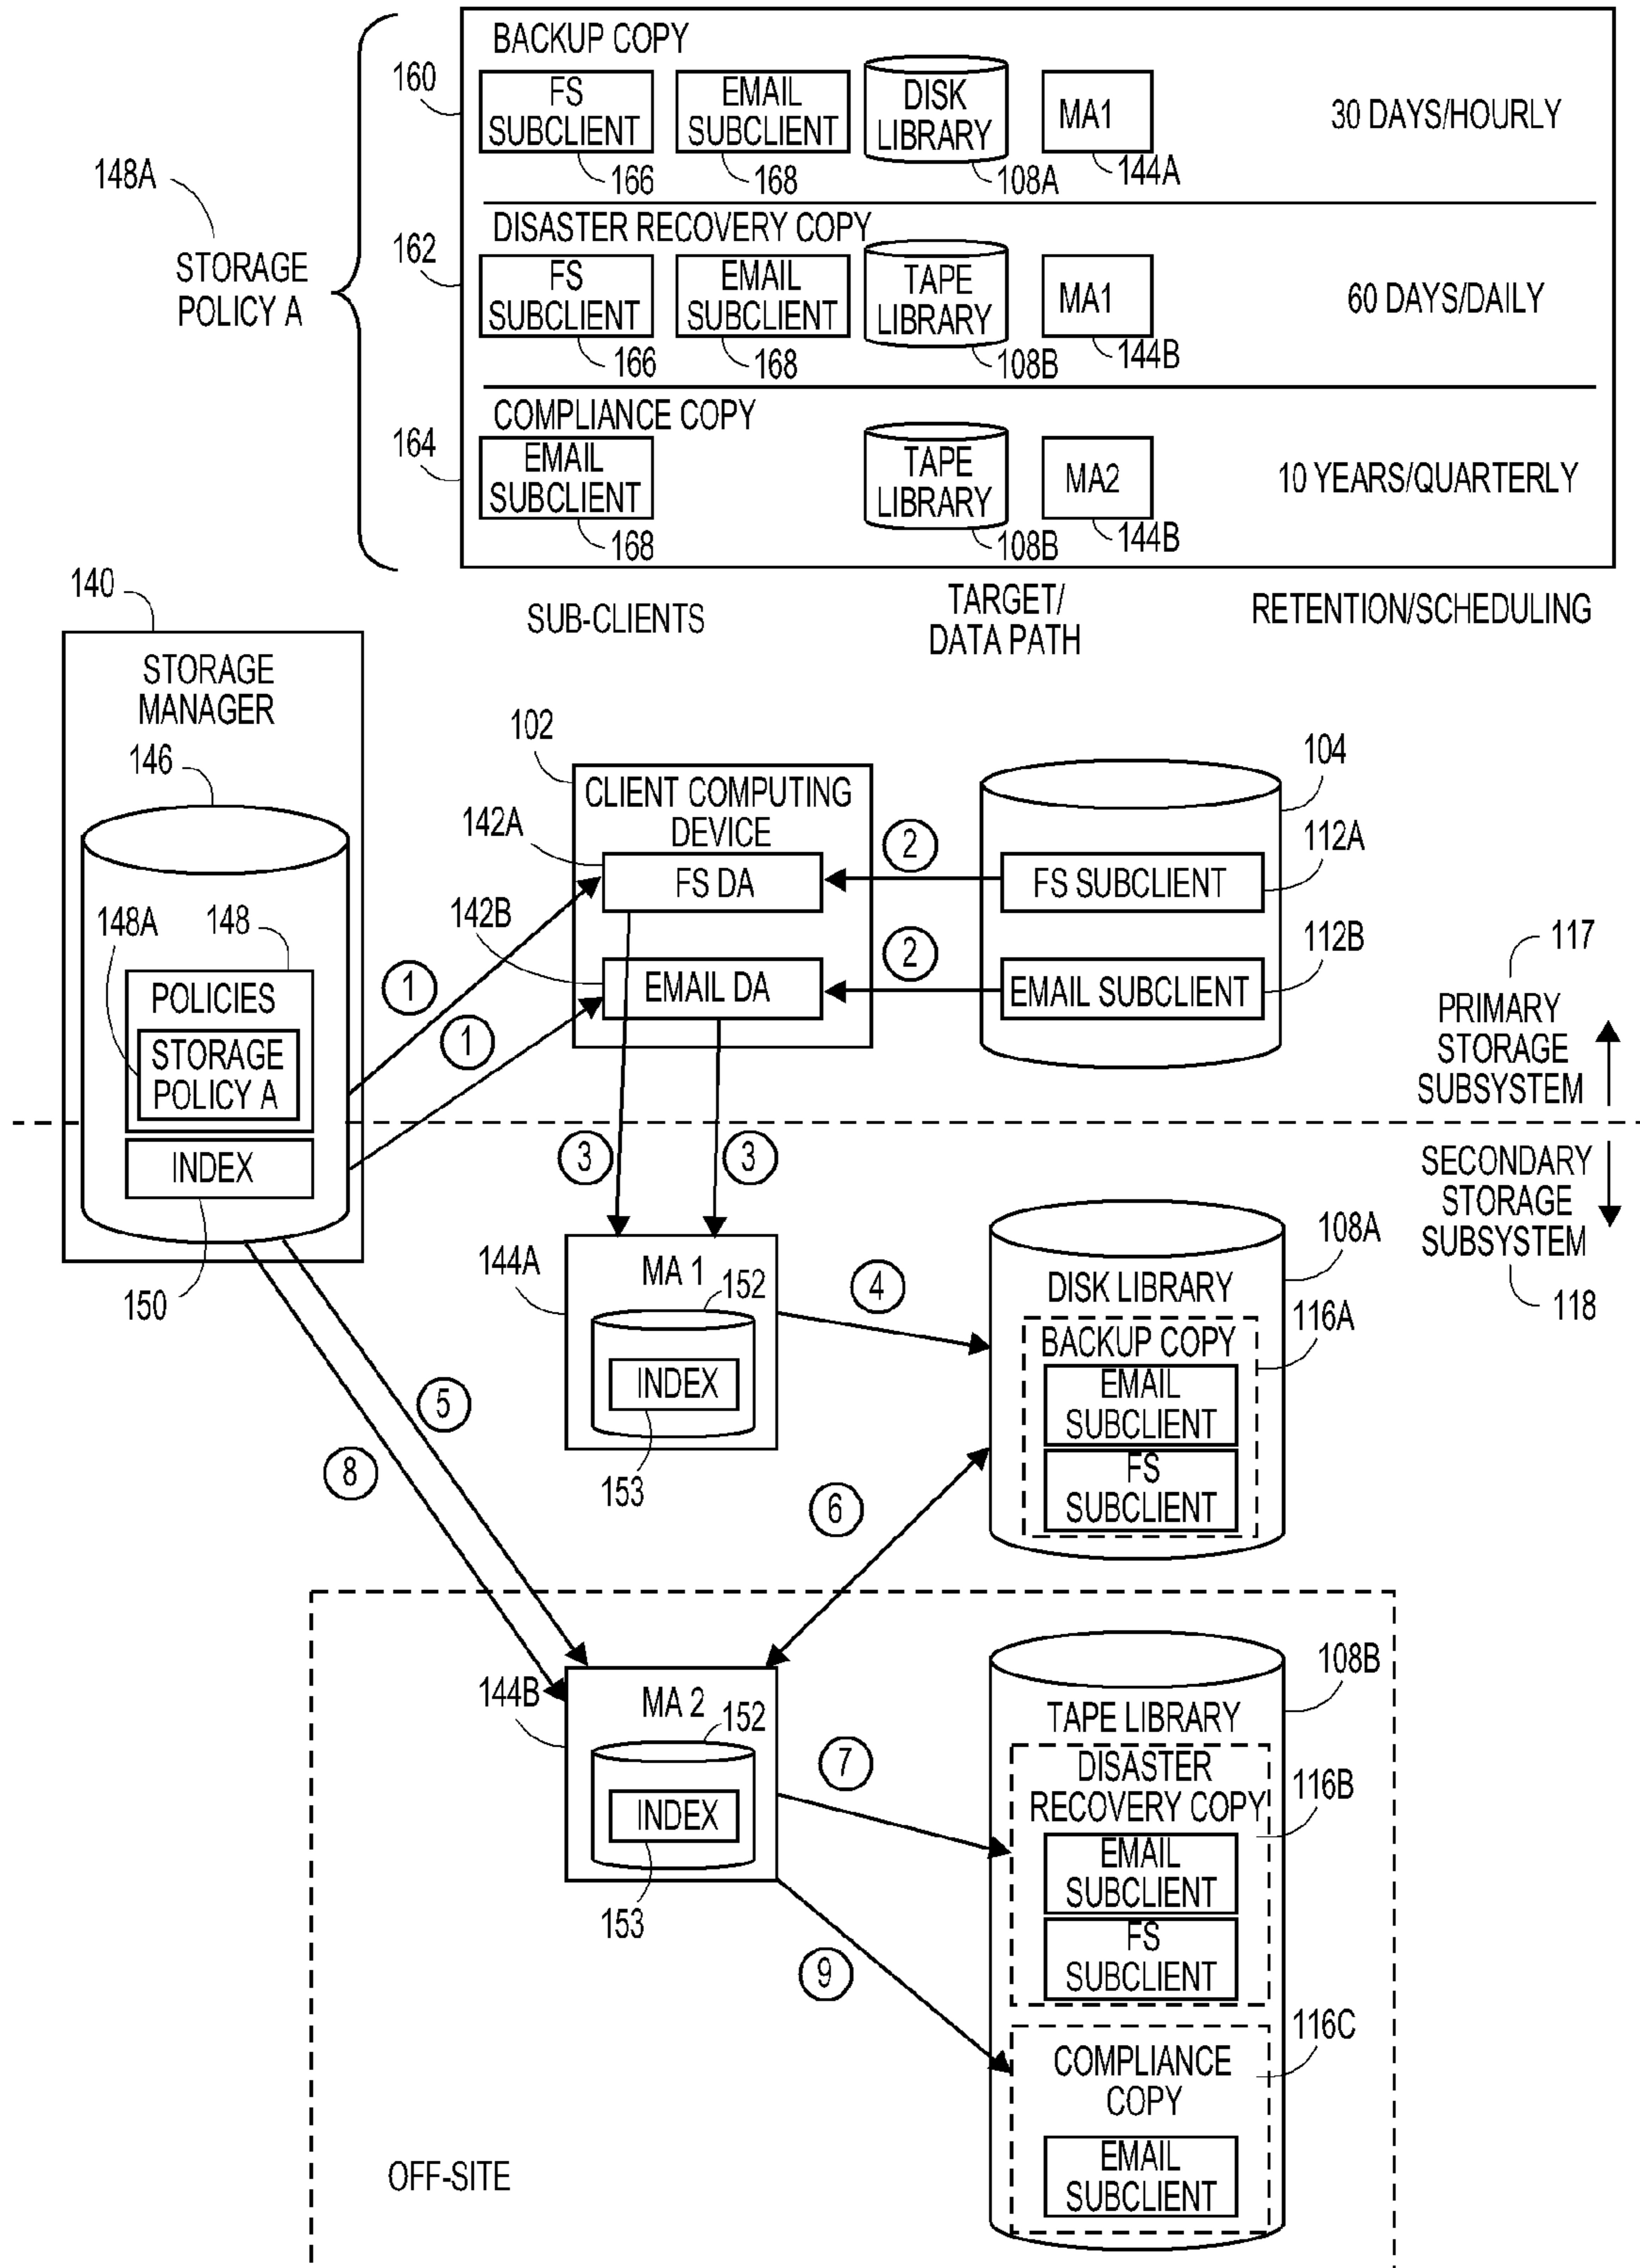 BACKUP COPY
160
FS
SUBCLIENT
166
EMAIL
SUBCLIENT
168
DISK
LIBRARY
108A
MA1
144A
30 DAYS/HOURLY
148A
STORAGE
POLICY A
DISASTER RECOVERY COPY
162
FS
SUBCLIENT
166
EMAIL
SUBCLIENT
168
TAPE
LIBRARY
108B
MA1
144B
60 DAYS/DAILY
COMPLIANCE COPY
164
EMAIL
SUBCLIENT
168
TAPE
LIBRARY
108B
MA2
144B
10 YEARS/QUARTERLY
SUB-CLIENTS
TARGET/
DATA PATH
RETENTION/SCHEDULING
140
STORAGE
MANAGER
146
148A
148
POLICIES
STORAGE
POLICY A
INDEX
150
1
1
102
CLIENT COMPUTING
DEVICE
142A
FS DA
142B
EMAIL DA
2
2
104
FS SUBCLIENT
112A
EMAIL SUBCLIENT
112B
117
PRIMARY
STORAGE
SUBSYSTEM
SECONDARY
STORAGE
SUBSYSTEM
118
3
3
144A
MA 1
152
INDEX
153
4
108A
DISK LIBRARY
116A
BACKUP COPY
EMAIL
SUBCLIENT
FS
SUBCLIENT
5
8
6
144B
MA 2
152
INDEX
153
7
9
108B
TAPE LIBRARY
DISASTER
RECOVERY COPY
116B
EMAIL
SUBCLIENT
FS
SUBCLIENT
116C
COMPLIANCE
COPY
EMAIL
SUBCLIENT
OFF-SITE